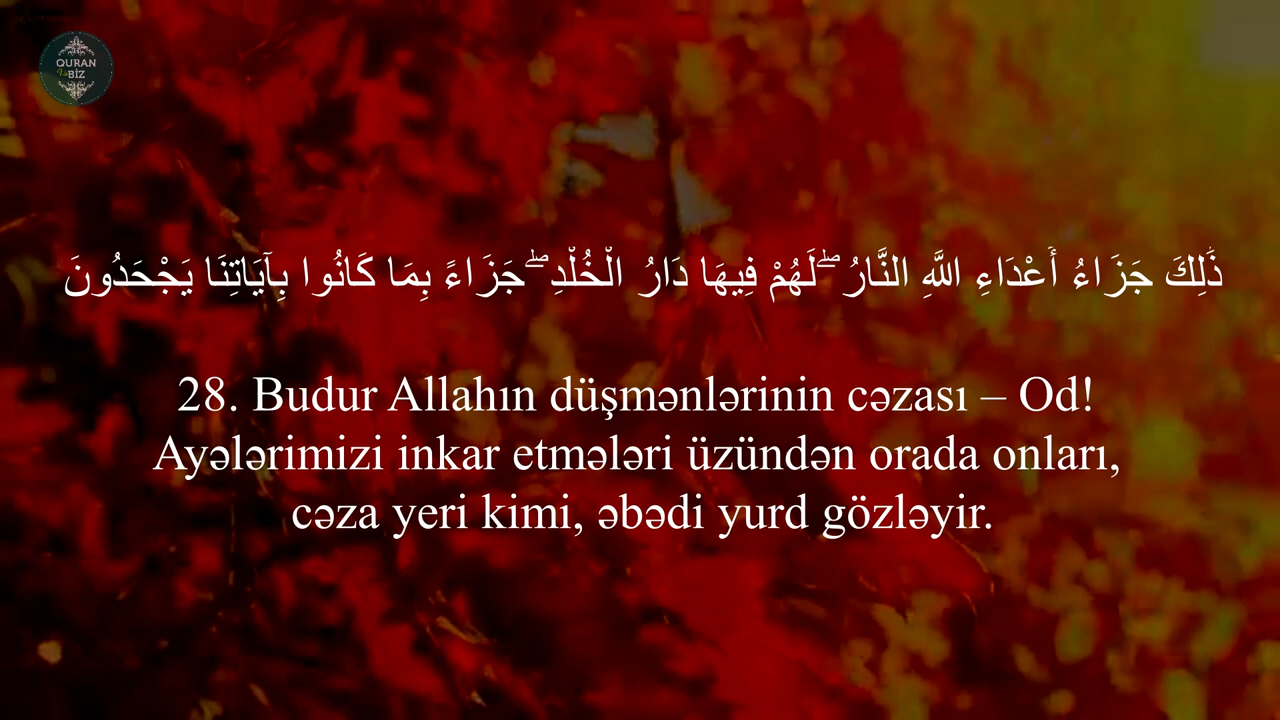 QURAN
Və BİZ
ذَٰلِكَ جَزَاءُ أَعْدَاءِ اللَّهِ النَّارُ ۖ لَهُمْ فِيهَا دَارُ الْخُلْدِ ۖ جَزَاءً بِمَا كَانُوا بِآيَاتِنَا يَجْحَدُونَ
28. Budur Allahın düşmənlərinin cəzası – Od!
Ayələrimizi inkar etmələri üzündən orada onları,
cəza yeri kimi, əbədi yurd gözləyir.